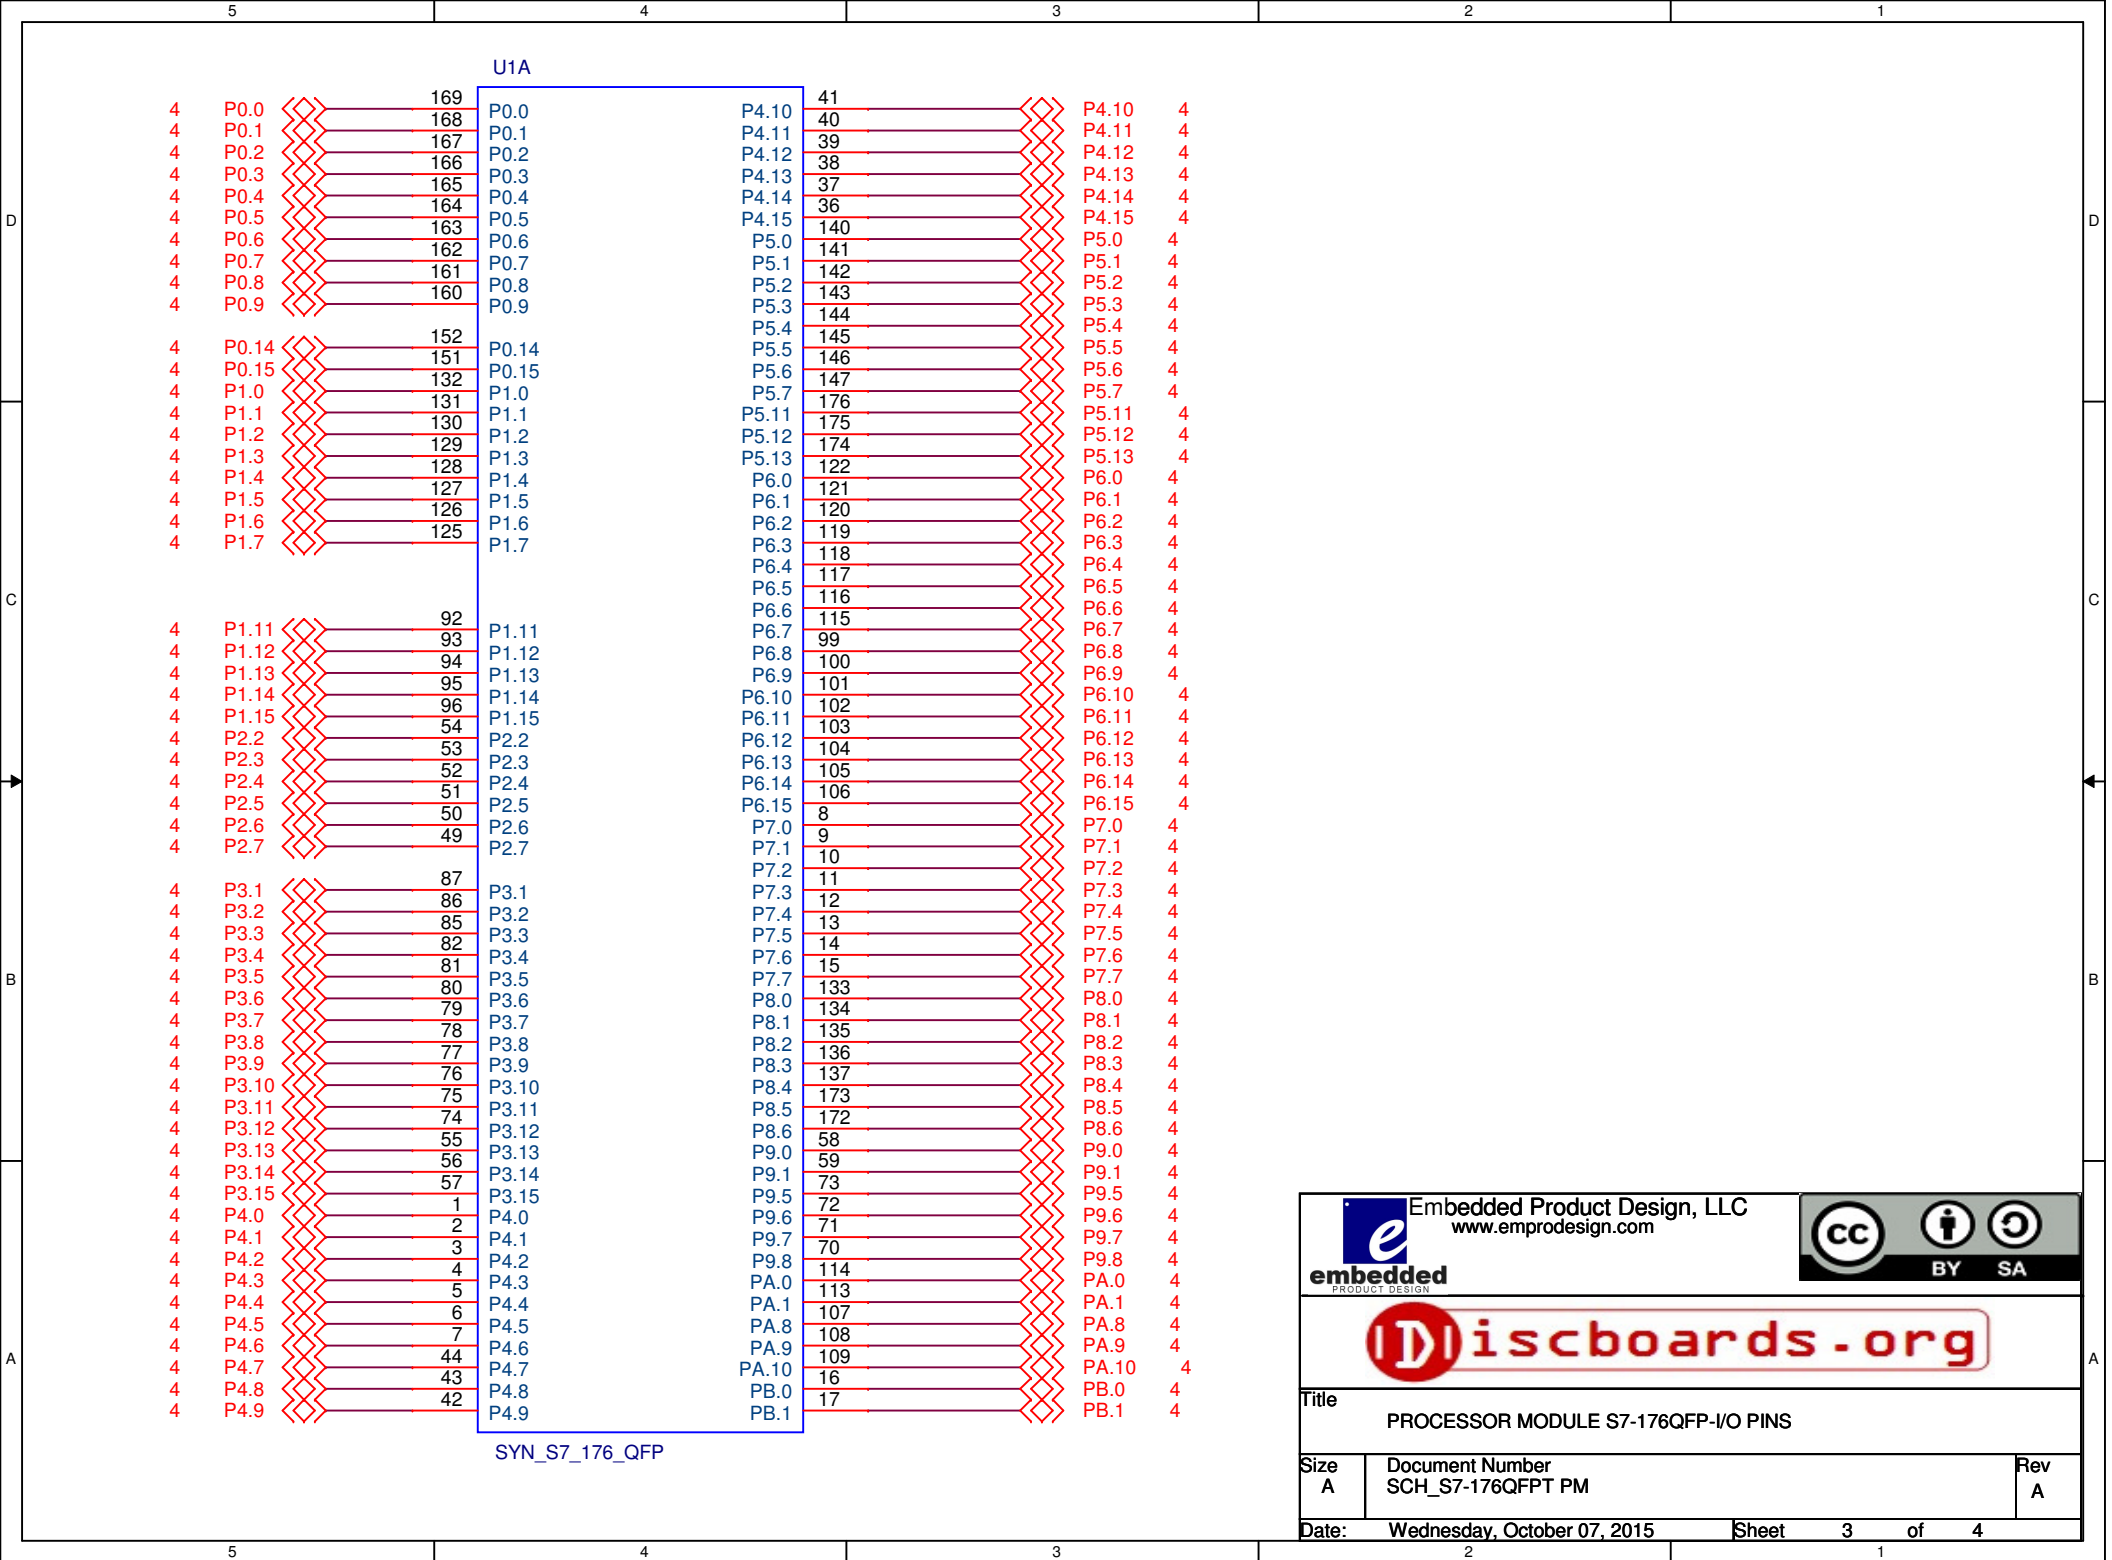 5 4 3 2 1
U1A
4 P0.0 169 P0.0 P4.10 41 P4.10 4
4 P0.1 168 P0.1 P4.11 40 P4.11 4
4 P0.2 167 P0.2 P4.12 39 P4.12 4
4 P0.3 166 P0.3 P4.13 38 P4.13 4
4 P0.4 165 P0.4 P4.14 37 P4.14 4
D 4 P0.5 164 P0.5 P4.15 36 P4.15 4 D
4 P0.6 163 P0.6 P5.0 140 P5.0 4
4 P0.7 162 P0.7 P5.1 141 P5.1 4
4 P0.8 161 P0.8 P5.2 142 P5.2 4
4 P0.9 160 P0.9 P5.3 143 P5.3 4
P5.4 144 P5.4 4
4 P0.14 152 P0.14 P5.5 145 P5.5 4
4 P0.15 151 P0.15 P5.6 146 P5.6 4
4 P1.0 132 P1.0 P5.7 147 P5.7 4
4 P1.1 131 P1.1 P5.11 176 P5.11 4
4 P1.2 130 P1.2 P5.12 175 P5.12 4
4 P1.3 129 P1.3 P5.13 174 P5.13 4
4 P1.4 128 P1.4 P6.0 122 P6.0 4
4 P1.5 127 P1.5 P6.1 121 P6.1 4
4 P1.6 126 P1.6 P6.2 120 P6.2 4
4 P1.7 125 P1.7 P6.3 119 P6.3 4
P6.4 118 P6.4 4
P6.5 117 P6.5 4
C P6.6 116 P6.6 4 C
4 P1.11 92 P1.11 P6.7 115 P6.7 4
4 P1.12 93 P1.12 P6.8 99 P6.8 4
4 P1.13 94 P1.13 P6.9 100 P6.9 4
4 P1.14 95 P1.14 P6.10 101 P6.10 4
4 P1.15 96 P1.15 P6.11 102 P6.11 4
4 P2.2 54 P2.2 P6.12 103 P6.12 4
4 P2.3 53 P2.3 P6.13 104 P6.13 4
4 P2.4 52 P2.4 P6.14 105 P6.14 4
4 P2.5 51 P2.5 P6.15 106 P6.15 4
4 P2.6 50 P2.6 P7.0 8 P7.0 4
4 P2.7 49 P2.7 P7.1 9 P7.1 4
P7.2 10 P7.2 4
4 P3.1 87 P3.1 P7.3 11 P7.3 4
4 P3.2 86 P3.2 P7.4 12 P7.4 4
4 P3.3 85 P3.3 P7.5 13 P7.5 4
4 P3.4 82 P3.4 P7.6 14 P7.6 4
B 4 P3.5 81 P3.5 P7.7 15 P7.7 4 B
4 P3.6 80 P3.6 P8.0 133 P8.0 4
4 P3.7 79 P3.7 P8.1 134 P8.1 4
4 P3.8 78 P3.8 P8.2 135 P8.2 4
4 P3.9 77 P3.9 P8.3 136 P8.3 4
4 P3.10 76 P3.10 P8.4 137 P8.4 4
4 P3.11 75 P3.11 P8.5 173 P8.5 4
4 P3.12 74 P3.12 P8.6 172 P8.6 4
4 P3.13 55 P3.13 P9.0 58 P9.0 4
4 P3.14 56 P3.14 P9.1 59 P9.1 4
4 P3.15 57 P3.15 P9.5 73 P9.5 4
4 P4.0 1 P4.0 P9.6 72 P9.6 4
4 P4.1 2 P4.1 P9.7 71 P9.7 4
4 P4.2 3 P4.2 P9.8 70 P9.8 4
4 P4.3 4 P4.3 PA.0 114 PA.0 4
4 P4.4 5 P4.4 PA.1 113 PA.1 4
4 P4.5 6 P4.5 PA.8 107 PA.8 4
4 P4.6 7 P4.6 PA.9 108 PA.9 4
A 4 P4.7 44 P4.7 PA.10 109 PA.10 4 A
4 P4.8 43 P4.8 PB.0 16 PB.0 4
4 P4.9 42 P4.9 PB.1 17 PB.1 4
SYN_S7_176_QFP
Embedded Product Design, LLC
www.emprodesign.com
e
embedded
PRODUCT DESIGN
cc BY SA
Discboards.org
Title
PROCESSOR MODULE S7-176QFP-I/O PINS
Size Document Number Rev
A SCH_S7-176QFPT PM A
Date: Wednesday, October 07, 2015 Sheet 3 of 4
5 4 3 2 1